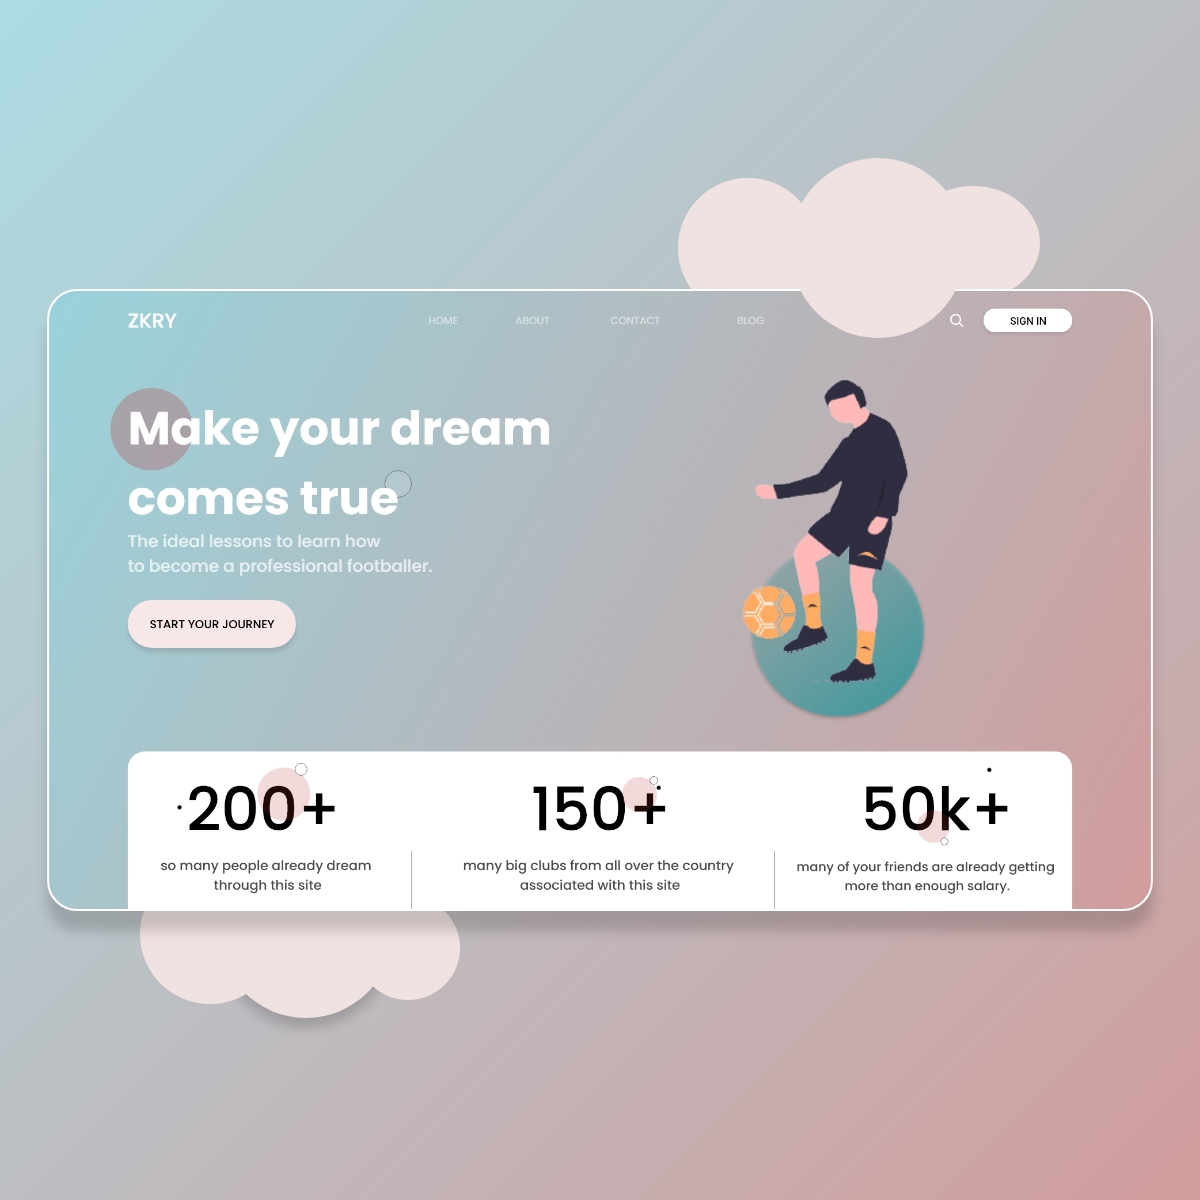 ZKRY
HOME
ABOUT
CONTACT
BLOG
SIGN IN
Make your dream
comes true
The ideal lessons to learn how
to become a professional footballer.
START YOUR JOURNEY
200+
so many people already dream
through this site
150+
many big clubs from all over the country
associated with this site
50k+
many of your friends are already getting
more than enough salary.